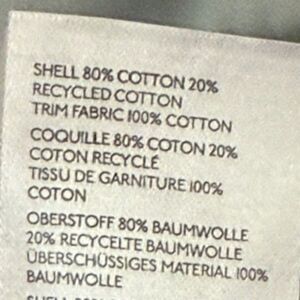 SHELL 80% COTTON 20%
RECYCLED COTTON
TRIM FABRIC 100% COTTON
COQUILLE 80% COTON 20%
COTON RECYCLÉ
TISSU DE GARNITURE 100%
COTON
OBERSTOFF 80% BAUMWOLLE
20% RECYCELTE BAUMWOLLE
ÜBERSCHÜSSIGES MATERIAL 100%
BAUMWOLLE